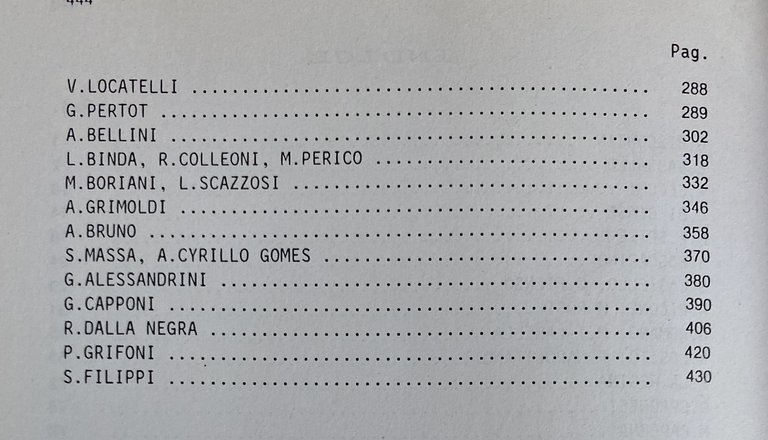 444
Pag.
V.LOCATELLI ............................................. 288
G.PERTOT ................................................ 289
A.BELLINI ............................................... 302
L.BINDA, R.COLLEONI, M.PERICO ........................... 318
M.BORIANI, L.SCAZZOSI ................................... 332
A.GRIMOLDI .............................................. 346
A.BRUNO ................................................. 358
S.MASSA, A.CYRILLO GOMES ................................ 370
G.ALESSANDRINI .......................................... 380
G.CAPPONI ............................................... 390
R.DALLA NEGRA ........................................... 406
P.GRIFONI ............................................... 420
S.FILIPPI ............................................... 430